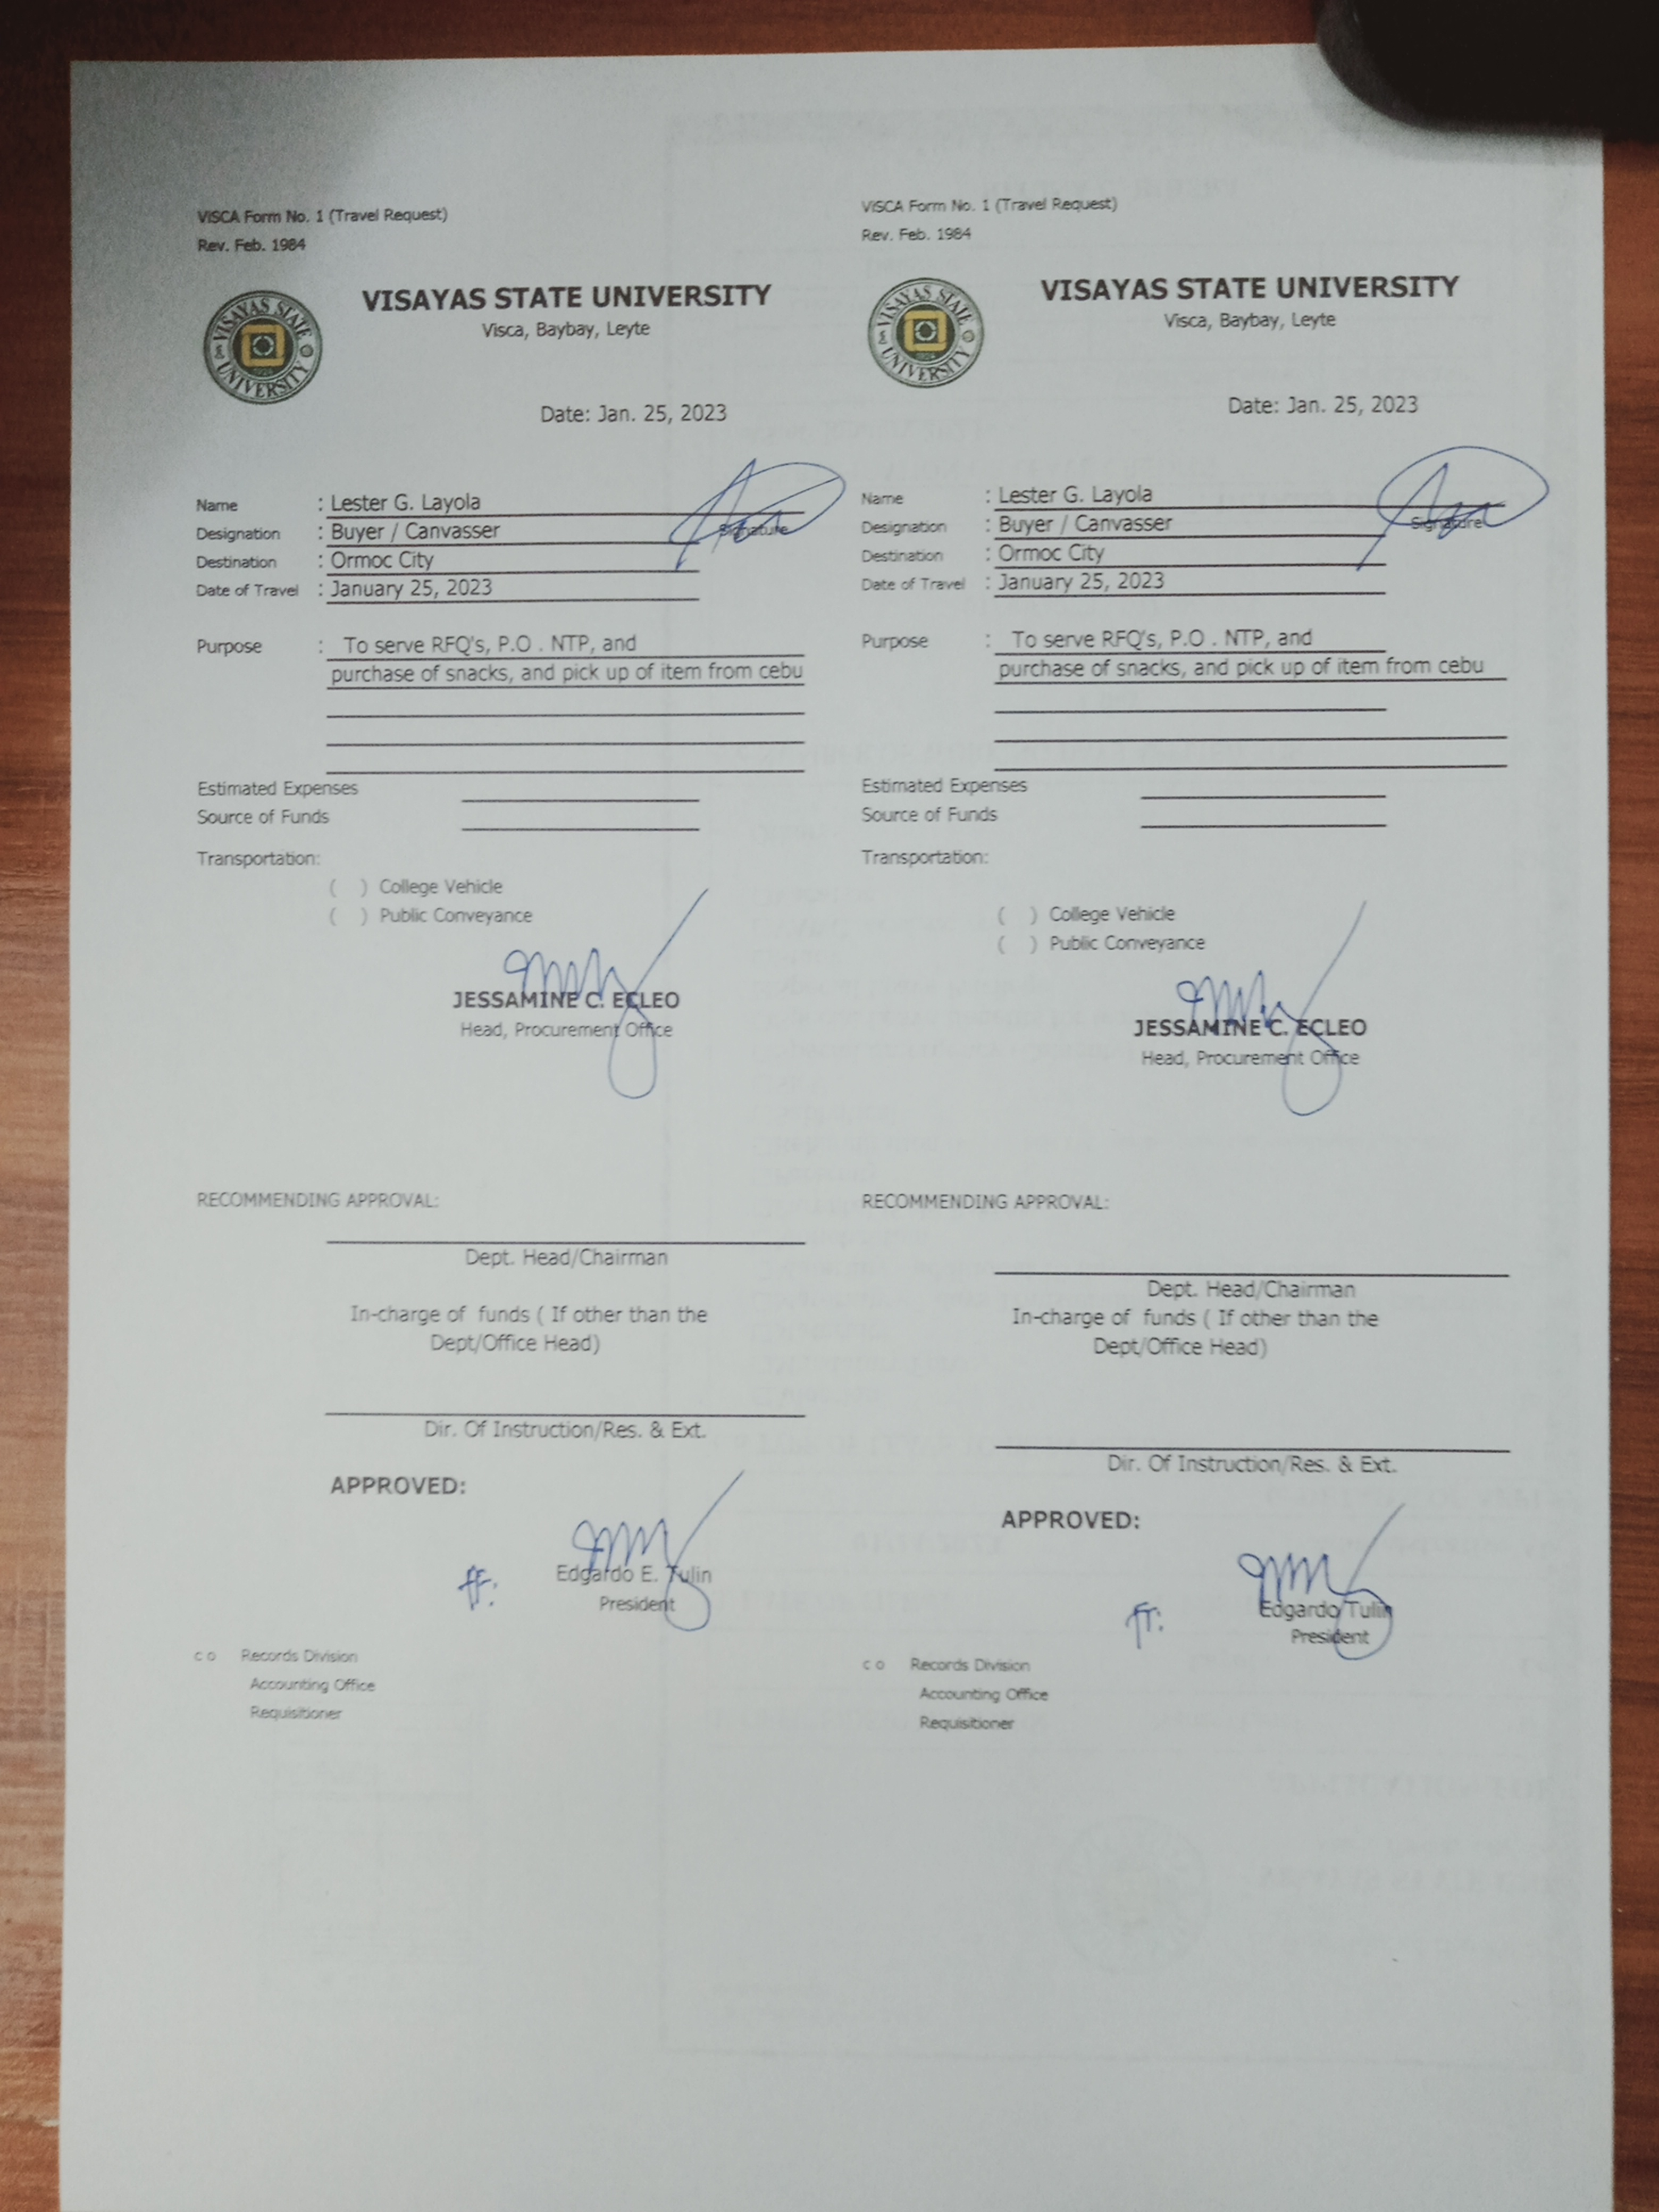 ViSCA Form No. 1 (Travel Request)
Rev. Feb. 1984
VISAYAS STATE UNIVERSITY
VISAYAS STATE UNIVERSITY
Visca, Baybay, Leyte
Date: Jan. 25, 2023
Name : Lester G. Layola
Signature
Designation : Buyer / Canvasser
Destination : Ormoc City
Date of Travel : January 25, 2023
Purpose : To serve RFQ's, P.O . NTP, and
purchase of snacks, and pick up of item from cebu
Estimated Expenses
Source of Funds
Transportation:
( ) College Vehicle
( ) Public Conveyance
JESSAMINE C. ECLEO
Head, Procurement Office
RECOMMENDING APPROVAL:
Dept. Head/Chairman
In-charge of funds ( If other than the
Dept/Office Head)
Dir. Of Instruction/Res. & Ext.
APPROVED:
Edgardo E. Tulin
President
c o Records Division
Accounting Office
Requisitioner
ViSCA Form No. 1 (Travel Request)
Rev. Feb. 1984
VISAYAS STATE UNIVERSITY
VISAYAS STATE UNIVERSITY
Visca, Baybay, Leyte
Date: Jan. 25, 2023
Name : Lester G. Layola
Signature
Designation : Buyer / Canvasser
Destination : Ormoc City
Date of Travel : January 25, 2023
Purpose : To serve RFQ's, P.O . NTP, and
purchase of snacks, and pick up of item from cebu
Estimated Expenses
Source of Funds
Transportation:
( ) College Vehicle
( ) Public Conveyance
JESSAMINE C. ECLEO
Head, Procurement Office
RECOMMENDING APPROVAL:
Dept. Head/Chairman
In-charge of funds ( If other than the
Dept/Office Head)
Dir. Of Instruction/Res. & Ext.
APPROVED:
Edgardo Tulin
President
c o Records Division
Accounting Office
Requisitioner